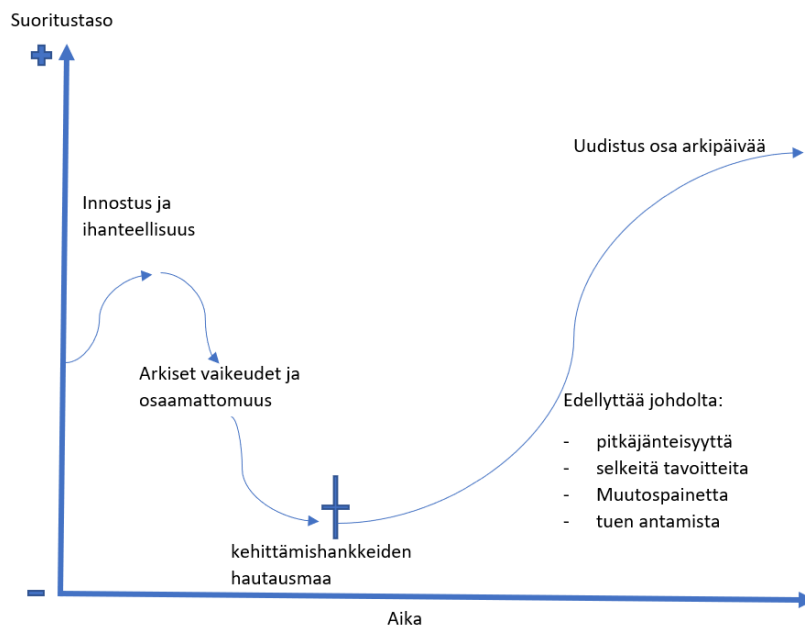 Suoritustaso
Uudistus osa arkipäivää
Innostus ja
ihanteellisuus
Arkiset vaikeudet ja
osaamattomuus
Edellyttää johdolta:
- pitkäjänteisyyttä
- selkeitä tavoitteita
- Muutospainetta
- tuen antamista
kehittämishankkeiden
hautausmaa
Aika